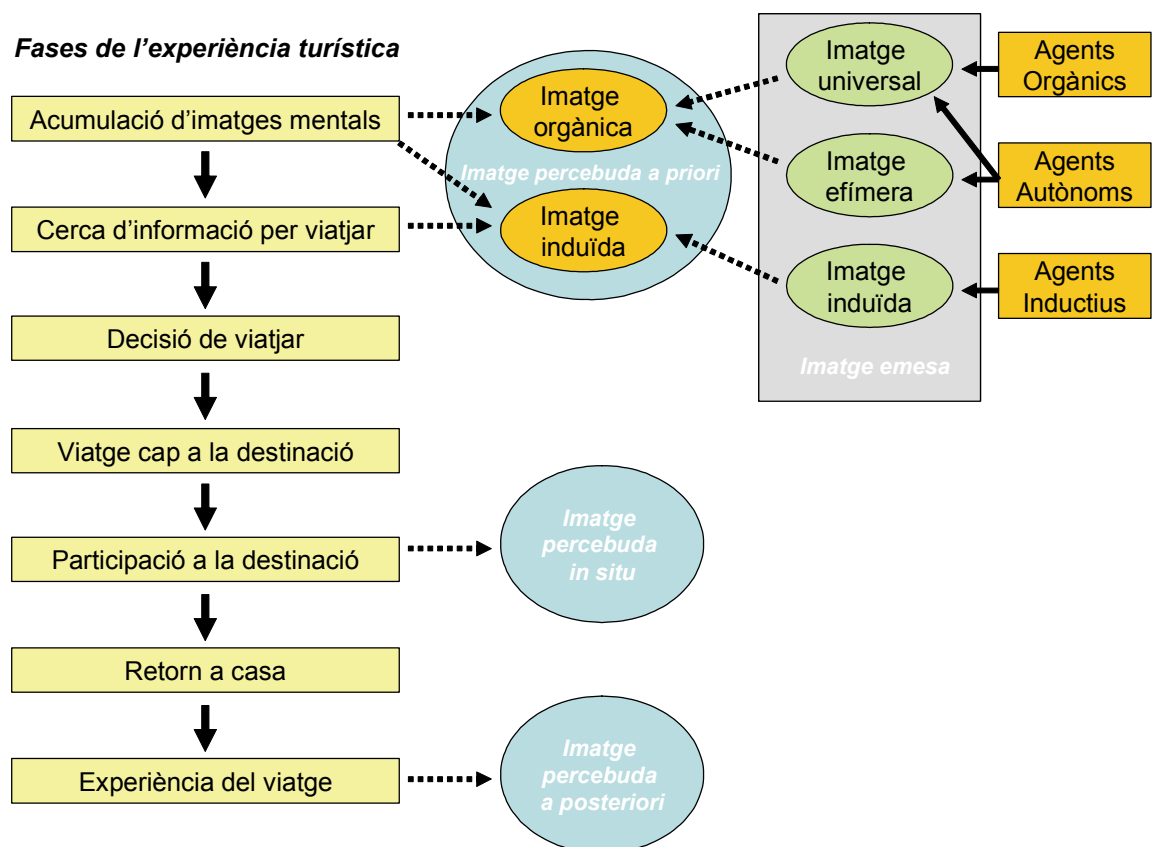 Fases de l’experiència turística
Acumulació d’imatges mentals
Cerca d’informació per viatjar
Decisió de viatjar
Viatge cap a la destinació
Participació a la destinació
Retorn a casa
Experiència del viatge
Imatge
orgànica
Imatge percebuda a priori
Imatge
induïda
Imatge
percebuda
in situ
Imatge
percebuda
a posteriori
Imatge
universal
Imatge
efímera
Imatge
induïda
Imatge emesa
Agents
Orgànics
Agents
Autònoms
Agents
Inductius